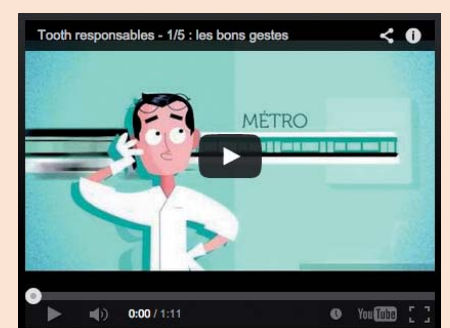 Tooth responsables - 1/5 : les bons gestes
MÉTRO
0:00 / 1:11
YouTube